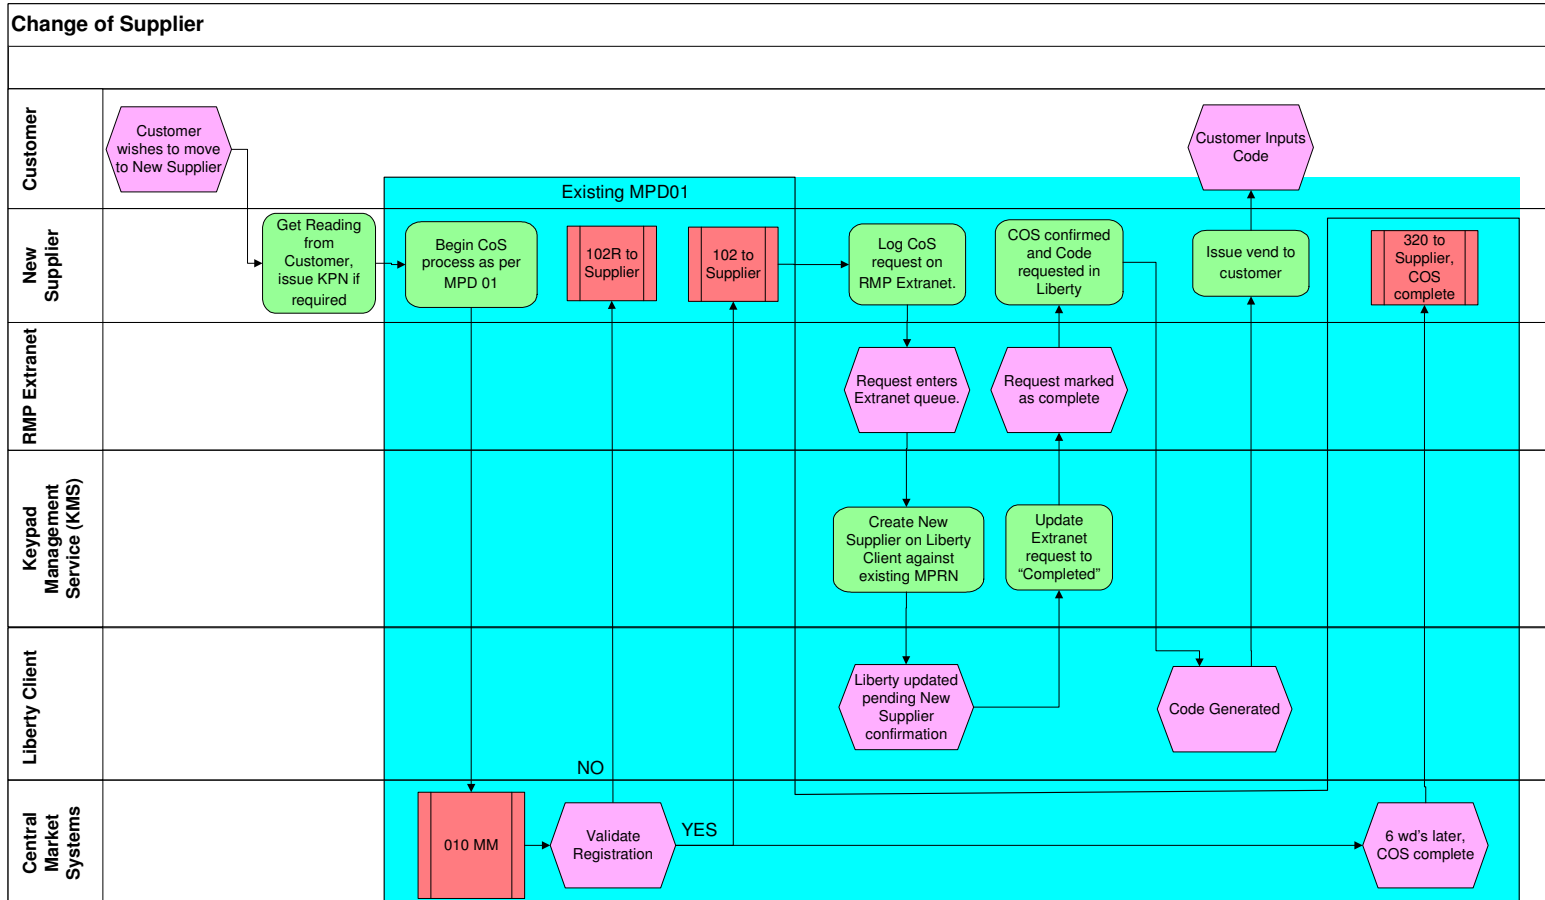 Change of Supplier
Customer
Customer
wishes to move
to New Supplier
Customer Inputs
Code
Existing MPD01
New
Supplier
Get Reading
from
Customer,
issue KPN if
required
Begin CoS
process as per
MPD 01
102R to
Supplier
102 to
Supplier
Log CoS
request on
RMP Extranet.
COS confirmed
and Code
requested in
Liberty
Issue vend to
customer
320 to
Supplier,
COS
complete
RMP Extranet
Request enters
Extranet queue.
Request marked
as complete
Keypad
Management
Service (KMS)
Create New
Supplier on Liberty
Client against
existing MPRN
Update
Extranet
request to
“Completed”
Liberty Client
Liberty updated
pending New
Supplier
confirmation
Code Generated
NO
Central
Market
Systems
010 MM
Validate
Registration
YES
6 wd’s later,
COS complete